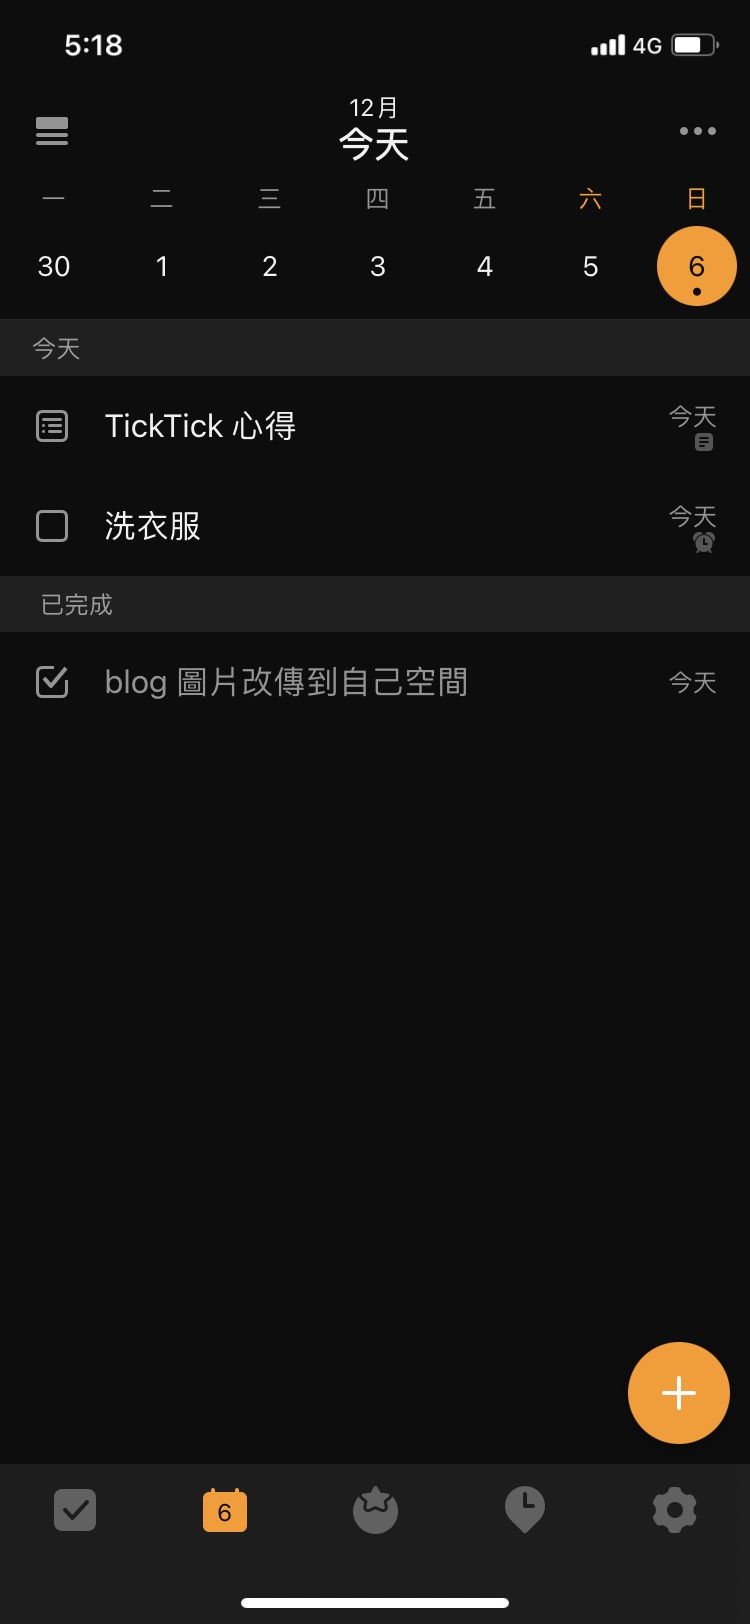 5:18
4G
12月
今天
一 二 三 四 五 六 日
30 1 2 3 4 5 6
今天
TickTick 心得 今天
洗衣服 今天
已完成
blog 圖片改傳到自己空間 今天
6